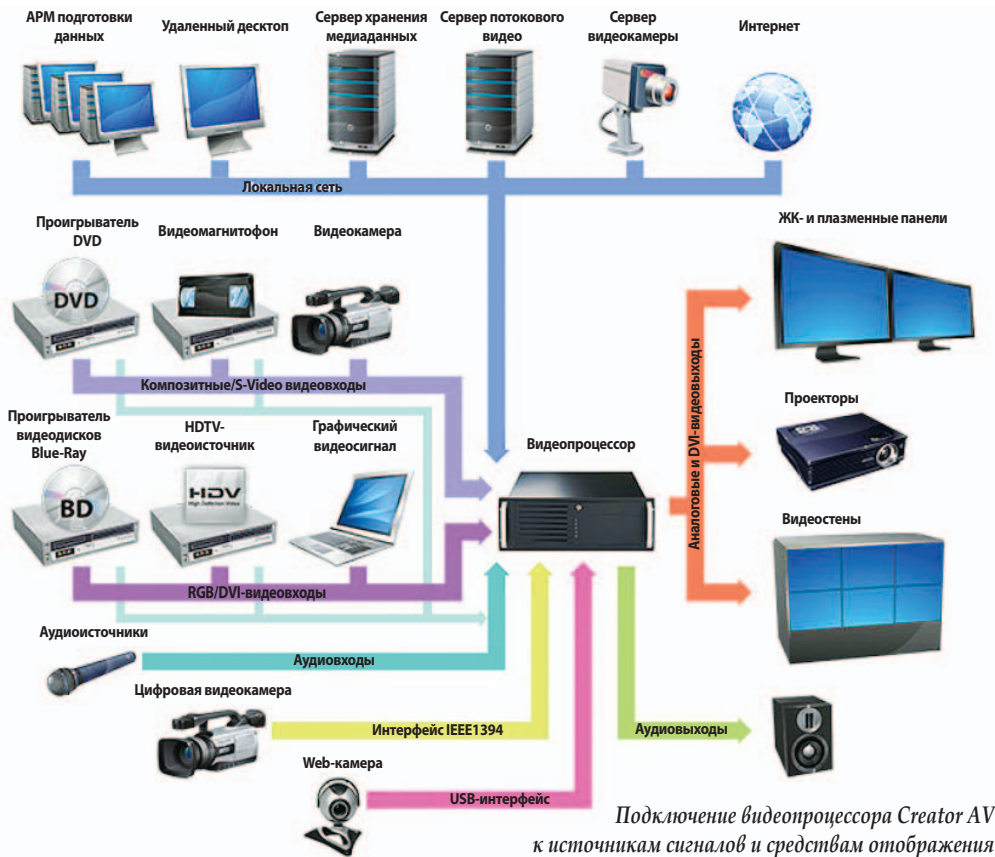 АРМ подготовки
данных
Удаленный десктоп
Сервер хранения
медиаданных
Сервер потокового
видео
Сервер
видеокамеры
Интернет
Локальная сеть
Проигрыватель
DVD
Видеомагнитофон
Видеокамера
ЖК- и плазменные панели
DVD
Композитные/S-Video видеовходы
Проигрыватель
видеодисков
Blue-Ray
HDTV-
видеоисточник
Графический
видеосигнал
Видеопроцессор
Аналоговые и DVI-видеовыходы
Проекторы
BD
HDV
High Definition Video
Видеостены
RGB/DVI-видеовходы
Аудиоисточники
Аудиовходы
Цифровая видеокамера
Интерфейс IEEE1394
Аудиовыходы
Web-камера
USB-интерфейс
Подключение видеопроцессора Creator AV
к источникам сигналов и средствам отображения